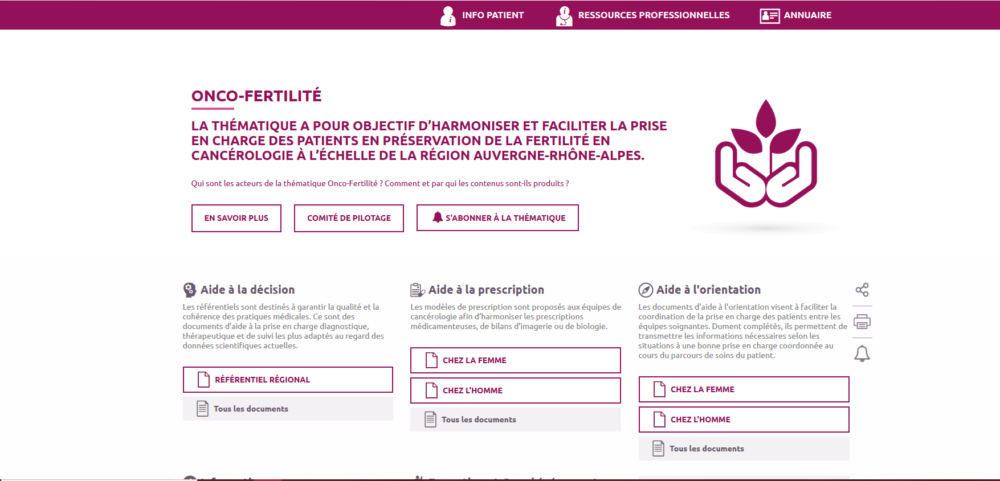 INFO PATIENT
RESSOURCES PROFESSIONNELLES
ANNUAIRE
ONCO-FERTILITÉ
LA THÉMATIQUE A POUR OBJECTIF D’HARMONISER ET FACILITER LA PRISE
EN CHARGE DES PATIENTS EN PRÉSERVATION DE LA FERTILITÉ EN
CANCÉROLOGIE À L’ÉCHELLE DE LA RÉGION AUVERGNE-RHÔNE-ALPES.
Qui sont les acteurs de la thématique Onco-Fertilité ? Comment et par qui les contenus sont-ils produits ?
EN SAVOIR PLUS
COMITÉ DE PILOTAGE
S'ABONNER À LA THÉMATIQUE
Aide à la décision
Les référentiels sont destinés à garantir la qualité et la
cohérence des pratiques médicales. Ce sont des
documents d’aide à la prise en charge diagnostique,
thérapeutique et de suivi les plus adaptés au regard des
données scientifiques actuelles.
RÉFÉRENTIEL RÉGIONAL
Tous les documents
Aide à la prescription
Les modèles de prescription sont proposés aux équipes de
cancérologie afin d’harmoniser les prescriptions
médicamenteuses, de bilans d’imagerie ou de biologie.
CHEZ LA FEMME
CHEZ L'HOMME
Tous les documents
Aide à l'orientation
Les documents d’aide à l’orientation visent à faciliter la
coordination de la prise en charge des patients entre les
équipes soignantes. Dument complétés, ils permettent de
transmettre les informations nécessaires selon les
situations à une bonne prise en charge coordonnée au
cours du parcours de soins du patient.
CHEZ LA FEMME
CHEZ L'HOMME
Tous les documents